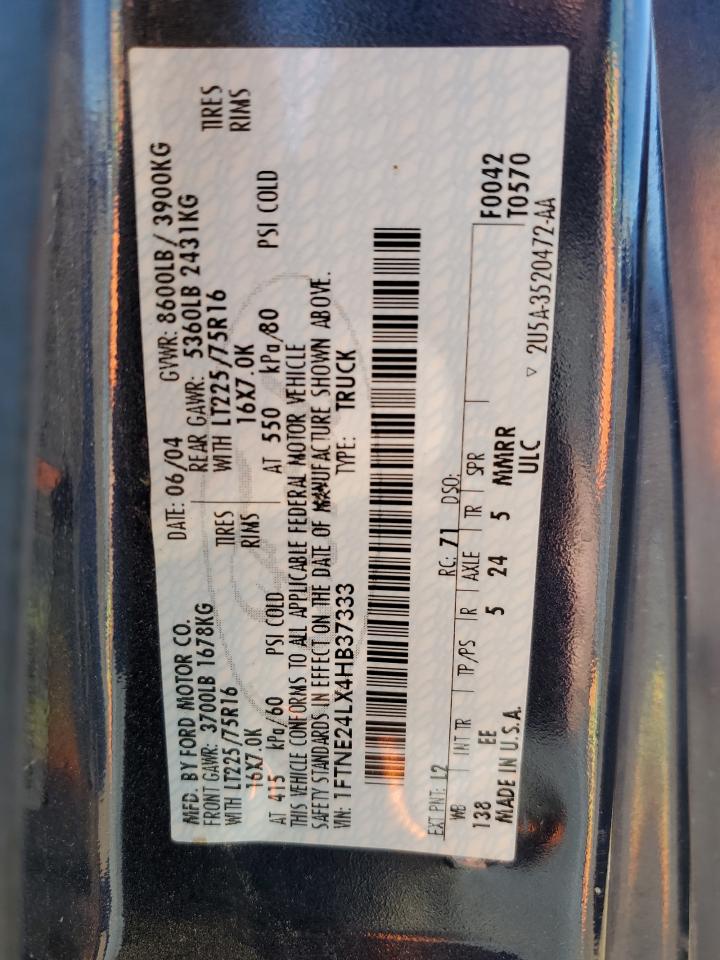 MFD. BY FORD MOTOR CO.
DATE: 06/04 GVWR: 8600LB / 3900KG
FRONT GAWR: 3700LB 1678KG REAR GAWR: 5360LB 2431KG
WITH LT225/75R16 TIRES WITH LT225/75R16 TIRES
16X7.0K RIMS 16X7.0K RIMS
AT 415 kPa/60 PSI COLD AT 550 kPa/80 PSI COLD
THIS VEHICLE CONFORMS TO ALL APPLICABLE FEDERAL MOTOR VEHICLE
SAFETY STANDARDS IN EFFECT ON THE DATE OF MANUFACTURE SHOWN ABOVE.
VIN: 1FTNE24LX4HB37333 TYPE: TRUCK
F0042
T0570
EXT PNT: L2 RC: 71 DSO:
WB INT TR TP/PS R AXLE TR SPR
138 EE 5 24 5 MMRR
MADE IN U.S.A. ULC
▽ 2U5A-3520472-AA